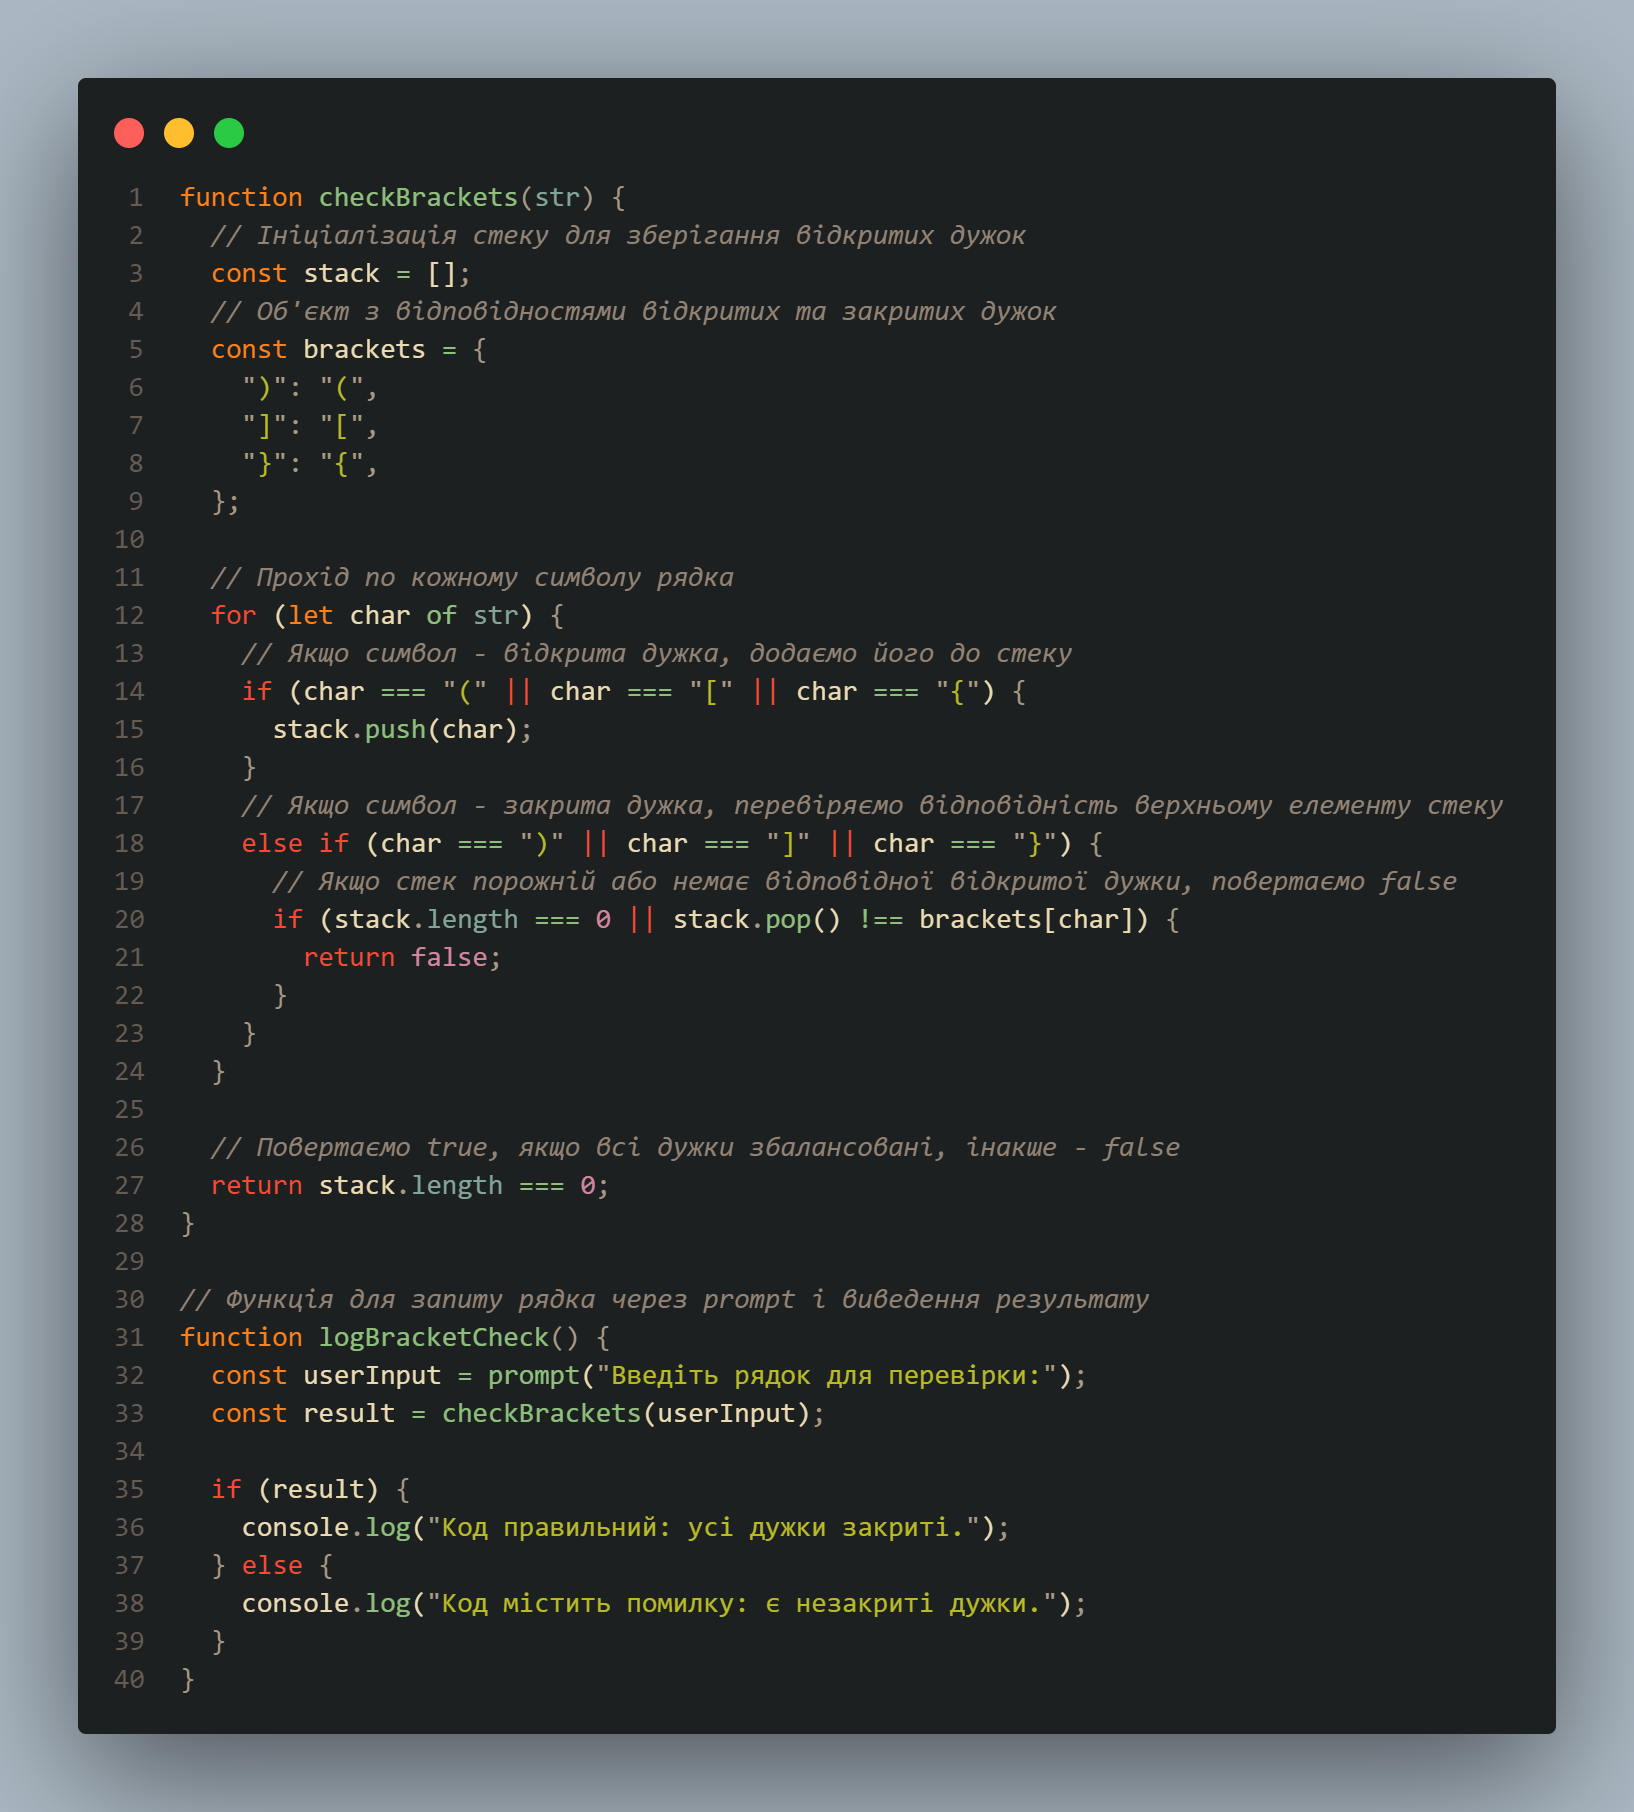 1 function checkBrackets(str) {
2   // Ініціалізація стеку для зберігання відкритих дужок
3   const stack = [];
4   // Об'єкт з відповідностями відкритих та закритих дужок
5   const brackets = {
6     ")": "(",
7     "]": "[",
8     "}": "{",
9   };
10
11   // Прохід по кожному символу рядка
12   for (let char of str) {
13     // Якщо символ - відкрита дужка, додаємо його до стеку
14     if (char === "(" || char === "[" || char === "{") {
15       stack.push(char);
16     }
17     // Якщо символ - закрита дужка, перевіряємо відповідність верхньому елементу стеку
18     else if (char === ")" || char === "]" || char === "}") {
19       // Якщо стек порожній або немає відповідної відкритої дужки, повертаємо false
20       if (stack.length === 0 || stack.pop() !== brackets[char]) {
21         return false;
22       }
23     }
24   }
25
26   // Повертаємо true, якщо всі дужки збалансовані, інакше - false
27   return stack.length === 0;
28 }
29
30 // Функція для запиту рядка через prompt і виведення результату
31 function logBracketCheck() {
32   const userInput = prompt("Введіть рядок для перевірки:");
33   const result = checkBrackets(userInput);
34
35   if (result) {
36     console.log("Код правильний: усі дужки закриті.");
37   } else {
38     console.log("Код містить помилку: є незакриті дужки.");
39   }
40 }